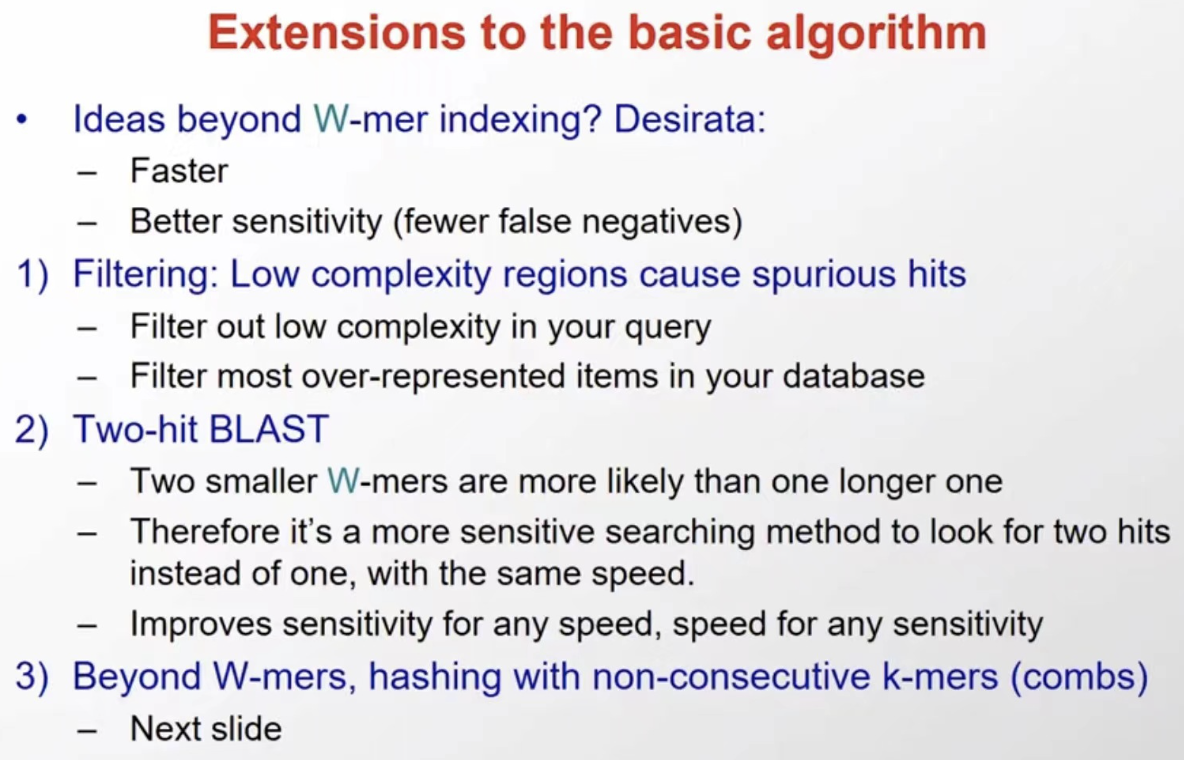 Extensions to the basic algorithm
• Ideas beyond W-mer indexing? Desirata:
– Faster
– Better sensitivity (fewer false negatives)
1) Filtering: Low complexity regions cause spurious hits
– Filter out low complexity in your query
– Filter most over-represented items in your database
2) Two-hit BLAST
– Two smaller W-mers are more likely than one longer one
– Therefore it's a more sensitive searching method to look for two hits
instead of one, with the same speed.
– Improves sensitivity for any speed, speed for any sensitivity
3) Beyond W-mers, hashing with non-consecutive k-mers (combs)
– Next slide